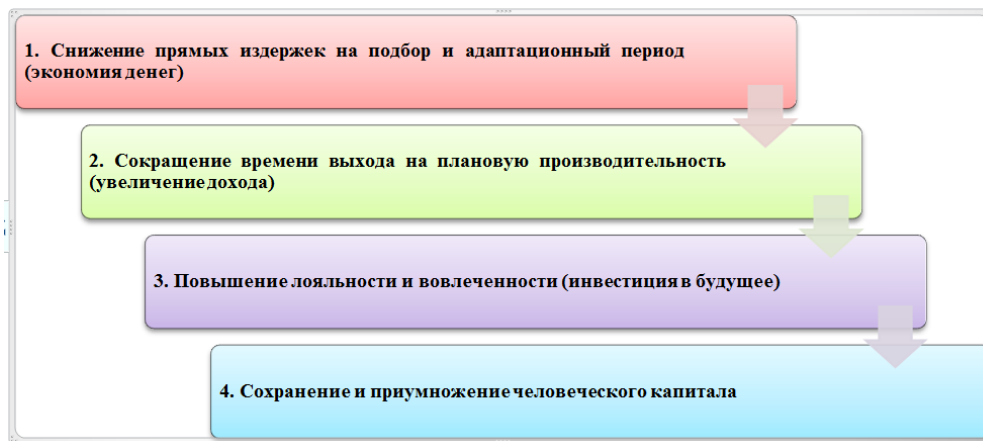 1. Снижение прямых издержек на подбор и адаптационный период
(экономия денег)
2. Сокращение времени выхода на плановую производительность
(увеличение дохода)
3. Повышение лояльности и вовлеченности (инвестиция в будущее)
4. Сохранение и приумножение человеческого капитала